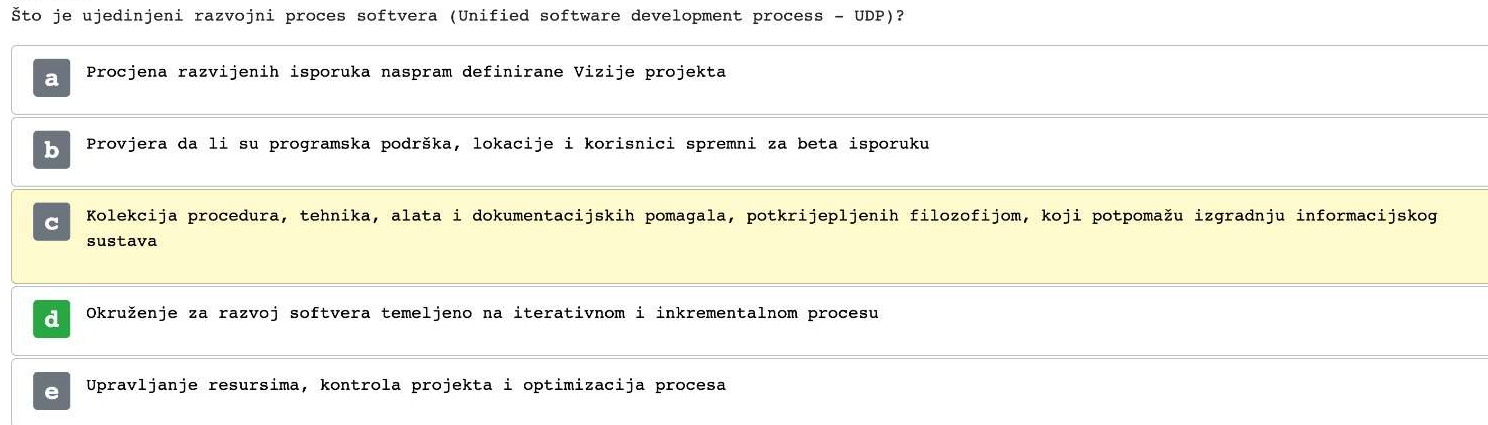 Što je ujedinjeni razvojni proces softvera (Unified software development process - UDP)?
a Procjena razvijenih isporuka naspram definirane Vizije projekta
b Provjera da li su programska podrška, lokacije i korisnici spremni za beta isporuku
c Kolekcija procedura, tehnika, alata i dokumentacijskih pomagala, potkrijepljenih filozofijom, koji potpomažu izgradnju informacijskog
sustava
d Okruženje za razvoj softvera temeljeno na iterativnom i inkrementalnom procesu
e Upravljanje resursima, kontrola projekta i optimizacija procesa